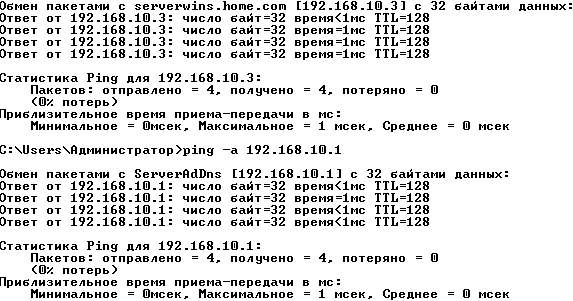 Обмен пакетами с serverwins.home.com [192.168.10.3] с 32 байтами данных:
Ответ от 192.168.10.3: число байт=32 время<1мс TTL=128
Ответ от 192.168.10.3: число байт=32 время<1мс TTL=128
Ответ от 192.168.10.3: число байт=32 время=1мс TTL=128
Ответ от 192.168.10.3: число байт=32 время<1мс TTL=128
Статистика Ping для 192.168.10.3:
Пакетов: отправлено = 4, получено = 4, потеряно = 0
(0% потерь)
Приблизительное время приема-передачи в мс:
Минимальное = 0мсек, Максимальное = 1 мсек, Среднее = 0 мсек
C:\Users\Администратор>ping -a 192.168.10.1
Обмен пакетами с ServerAdDns [192.168.10.1] с 32 байтами данных:
Ответ от 192.168.10.1: число байт=32 время<1мс TTL=128
Ответ от 192.168.10.1: число байт=32 время=1мс TTL=128
Ответ от 192.168.10.1: число байт=32 время<1мс TTL=128
Ответ от 192.168.10.1: число байт=32 время<1мс TTL=128
Статистика Ping для 192.168.10.1:
Пакетов: отправлено = 4, получено = 4, потеряно = 0
(0% потерь)
Приблизительное время приема-передачи в мс:
Минимальное = 0мсек, Максимальное = 1 мсек, Среднее = 0 мсек